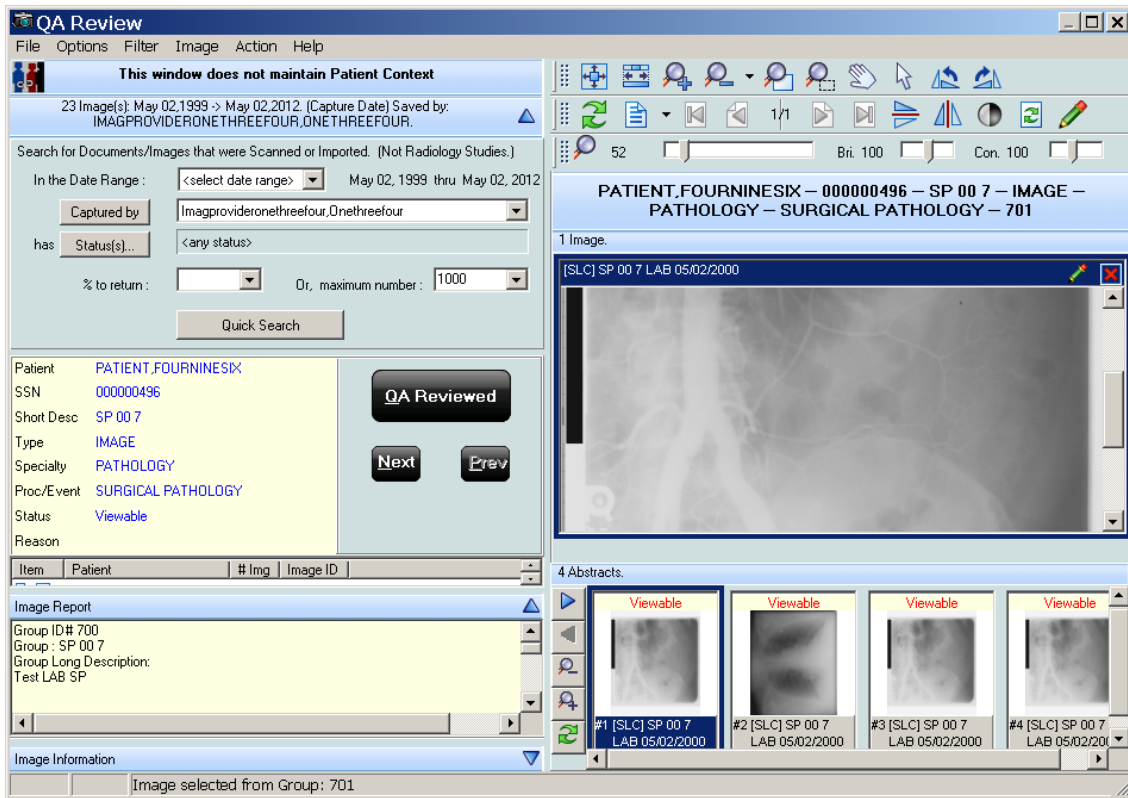 QA Review
File Options Filter Image Action Help
This window does not maintain Patient Context
23 Image(s): May 02,1999 -> May 02,2012. (Capture Date) Saved by:
IMAGPROVIDERONETHREEFOUR,ONETHREEFOUR.
Search for Documents/Images that were Scanned or Imported. (Not Radiology Studies.)
In the Date Range : <select date range> May 02, 1999 thru May 02, 2012
Captured by Imagprovideronethreefour,Onethreefour
has Status(s)... <any status>
% to return : Or, maximum number : 1000
Quick Search
Patient PATIENT,FOURNINESIX
SSN 000000496
Short Desc SP 00 7
Type IMAGE
Specialty PATHOLOGY
Proc/Event SURGICAL PATHOLOGY
Status Viewable
Reason
QA Reviewed
Next Prev
Item Patient # Img Image ID
Image Report
Group ID# 700
Group : SP 00 7
Group Long Description:
Test LAB SP
Image Information
1/1
52 Bri. 100 Con. 100
PATIENT,FOURNINESIX – 000000496 – SP 00 7 – IMAGE –
PATHOLOGY – SURGICAL PATHOLOGY – 701
1 Image.
[SLC] SP 00 7 LAB 05/02/2000
4 Abstracts.
Viewable Viewable Viewable Viewable
#1 [SLC] SP 00 7 #2 [SLC] SP 00 7 #3 [SLC] SP 00 7 #4 [SLC] SP 00 7
LAB 05/02/2000 LAB 05/02/2000 LAB 05/02/2000 LAB 05/02/200
Image selected from Group: 701